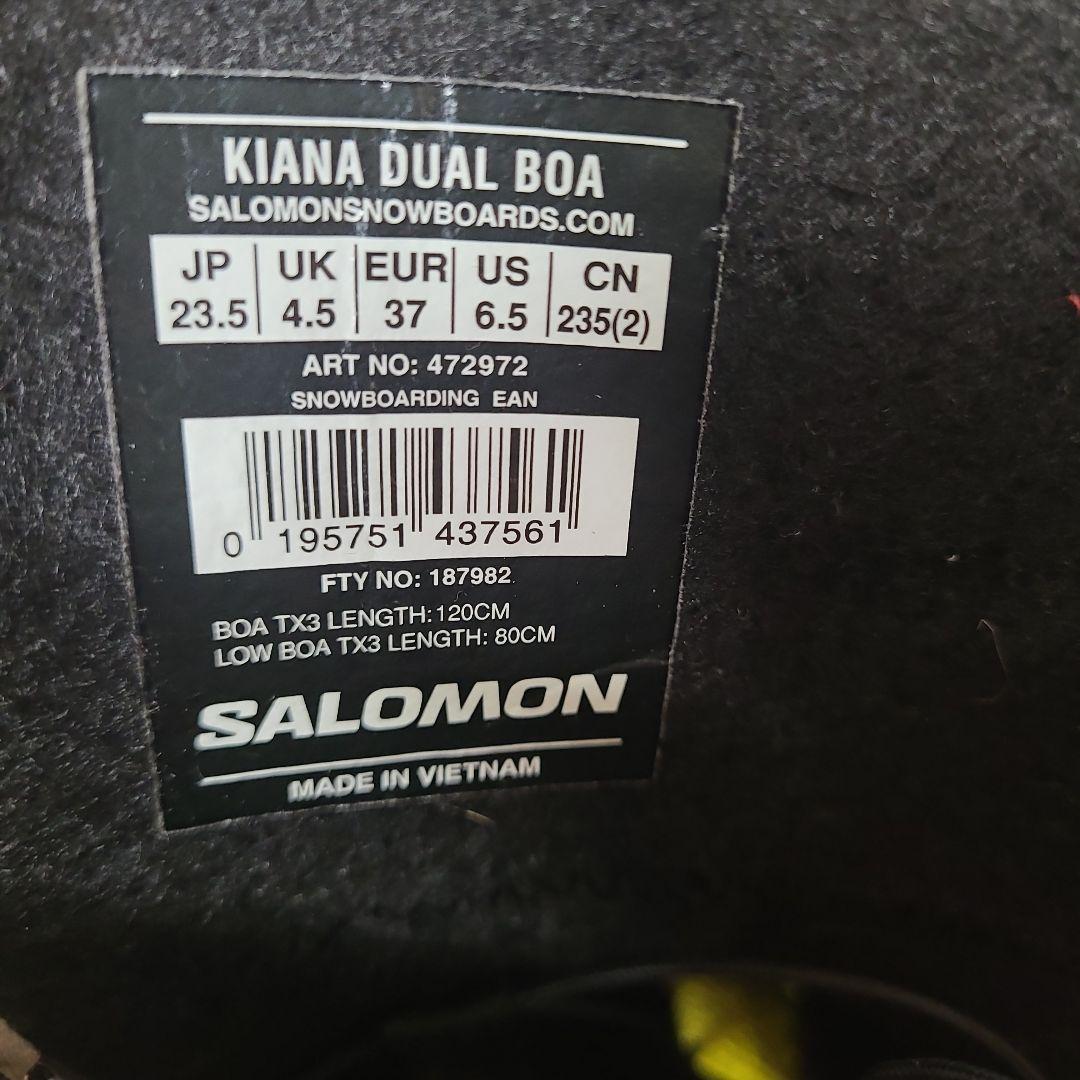 KIANA DUAL BOA
SALOMONSNOWBOARDS.COM
JP UK EUR US CN
23.5 4.5 37 6.5 235(2)
ART NO: 472972
SNOWBOARDING EAN
0 195751 437561
FTY NO: 187982
BOA TX3 LENGTH:120CM
LOW BOA TX3 LENGTH: 80CM
SALOMON
MADE IN VIETNAM